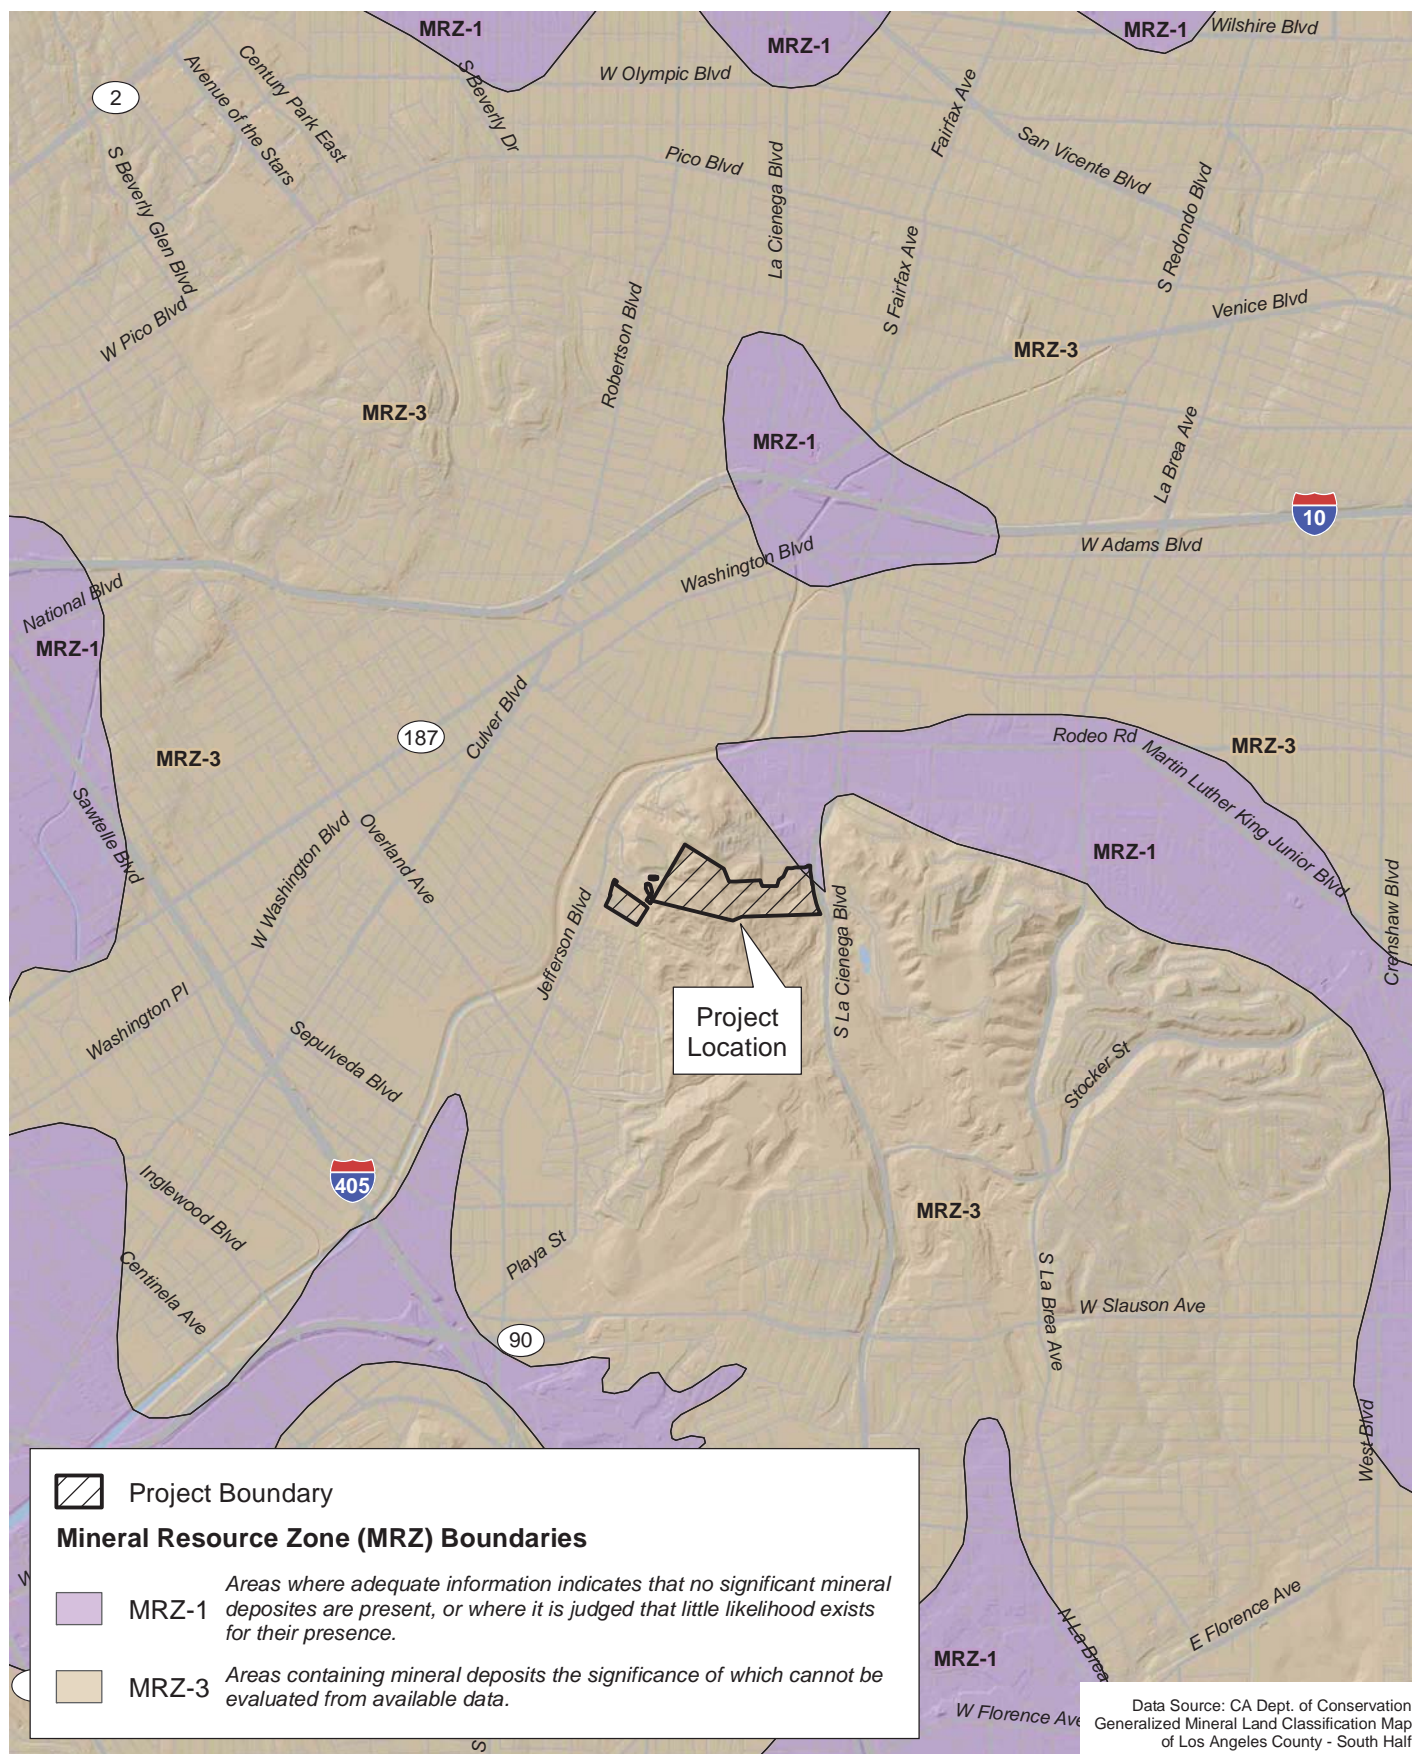 MRZ-1
MRZ-1
MRZ-1
Wilshire Blvd
W Olympic Blvd
Century Park East
Avenue of the Stars
S Beverly Dr
2
Fairfax Ave
San Vicente Blvd
Pico Blvd
La Cienega Blvd
S Beverly Glen Blvd
S Redondo Blvd
S Fairfax Ave
Robertson Blvd
Venice Blvd
W Pico Blvd
MRZ-3
MRZ-3
MRZ-1
La Brea Ave
10
W Adams Blvd
Washington Blvd
National Blvd
MRZ-1
Culver Blvd
187
MRZ-3
Rodeo Rd
MRZ-3
Martin Luther King Junior Blvd
Sawtelle Blvd
W Washington Blvd
Overland Ave
MRZ-1
Jefferson Blvd
S La Cienega Blvd
Crenshaw Blvd
Project
Location
Washington Pl
Sepulveda Blvd
Stocker St
405
Inglewood Blvd
MRZ-3
Playa St
Centinela Ave
S La Brea Ave
W Slauson Ave
90
West Blvd
Project Boundary
Mineral Resource Zone (MRZ) Boundaries
MRZ-1
Areas where adequate information indicates that no significant mineral
deposites are present, or where it is judged that little likelihood exists
for their presence.
MRZ-3
Areas containing mineral deposits the significance of which cannot be
evaluated from available data.
W
S
E Florence Ave
N La Brea
MRZ-1
W Florence Ave
Data Source: CA Dept. of Conservation
Generalized Mineral Land Classification Map
of Los Angeles County - South Half